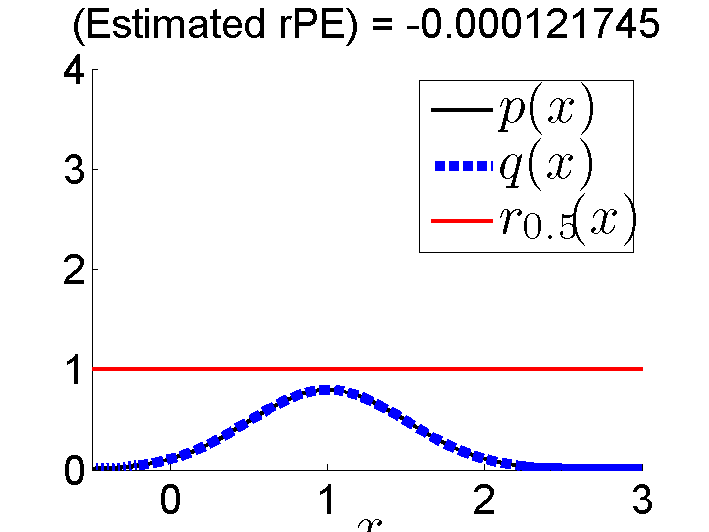 (Estimated rPE) = -0.000121745
4
3
2
1
0
p(x)
q(x)
r0.5(x)
0 1 2 3
x